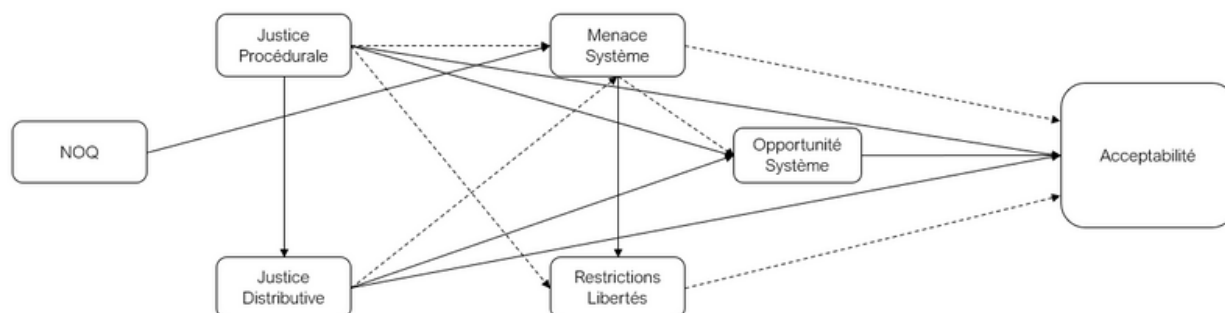 Justice
Procédurale
Menace
Système
NOQ
Opportunité
Système
Acceptabilité
Justice
Distributive
Restrictions
Libertés